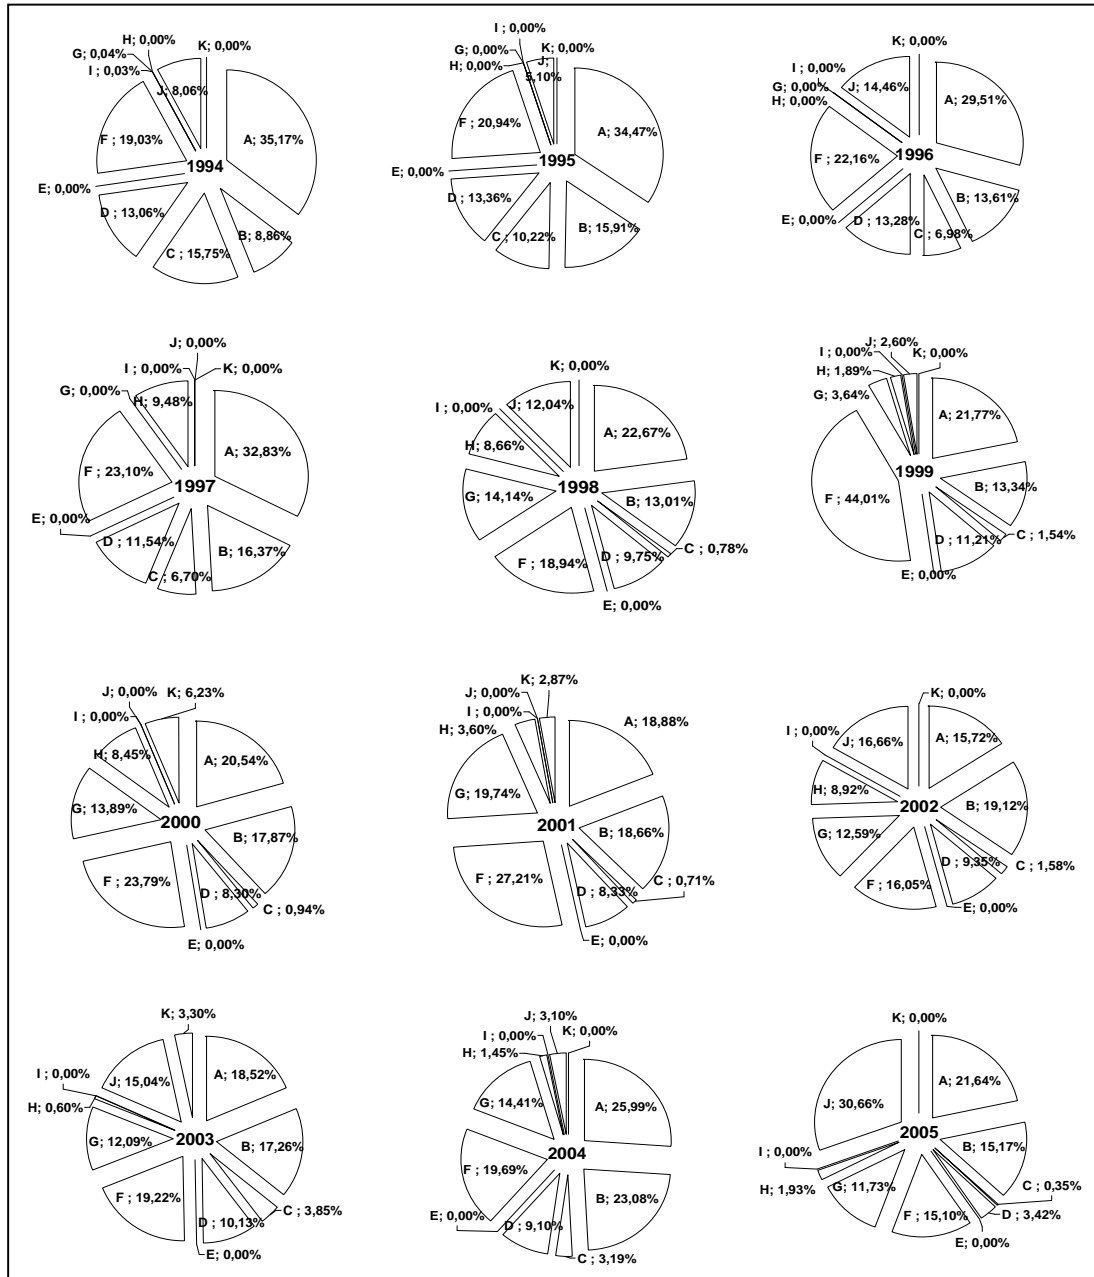 H; 0,00%
K; 0,00%
G; 0,04%
I ; 0,03%
J; 8,06%
F ; 19,03%
A; 35,17%
1994
E; 0,00%
D ; 13,06%
B; 8,86%
C ; 15,75%
I ; 0,00%
G; 0,00%
K; 0,00%
H; 0,00%
J; 5,10%
F ; 20,94%
A; 34,47%
1995
E; 0,00%
D ; 13,36%
C ; 10,22%
B; 15,91%
K; 0,00%
I ; 0,00%
G; 0,00%
H; 0,00%
J; 14,46%
A; 29,51%
F ; 22,16%
1996
E; 0,00%
D ; 13,28%
C ; 6,98%
B; 13,61%
J; 0,00%
I ; 0,00%
K; 0,00%
G; 0,00%
H; 9,48%
F ; 23,10%
A; 32,83%
1997
E; 0,00%
D ; 11,54%
C ; 6,70%
B; 16,37%
K; 0,00%
I ; 0,00%
J; 12,04%
H; 8,66%
A; 22,67%
G; 14,14%
1998
B; 13,01%
F ; 18,94%
D ; 9,75%
C ; 0,78%
E; 0,00%
J; 2,60%
I ; 0,00%
K; 0,00%
H; 1,89%
G; 3,64%
A; 21,77%
1999
F ; 44,01%
B; 13,34%
D ; 11,21%
C ; 1,54%
E; 0,00%
J; 0,00%
K; 6,23%
I ; 0,00%
H; 8,45%
A; 20,54%
G; 13,89%
2000
B; 17,87%
F ; 23,79%
D ; 8,30%
C ; 0,94%
E; 0,00%
K; 2,87%
J; 0,00%
I ; 0,00%
H; 3,60%
A; 18,88%
G; 19,74%
2001
B; 18,66%
F ; 27,21%
D ; 8,33%
C ; 0,71%
E; 0,00%
K; 0,00%
I ; 0,00%
J; 16,66%
A; 15,72%
H; 8,92%
2002
B; 19,12%
G; 12,59%
D ; 9,35%
C ; 1,58%
F ; 16,05%
E; 0,00%
K; 3,30%
I ; 0,00%
J; 15,04%
A; 18,52%
H; 0,60%
G; 12,09%
2003
B; 17,26%
F ; 19,22%
D ; 10,13%
C ; 3,85%
E; 0,00%
J; 3,10%
I ; 0,00%
K; 0,00%
H; 1,45%
G; 14,41%
A; 25,99%
2004
F ; 19,69%
B; 23,08%
E; 0,00%
D ; 9,10%
C ; 3,19%
K; 0,00%
J; 30,66%
A; 21,64%
2005
I ; 0,00%
B; 15,17%
H; 1,93%
G; 11,73%
C ; 0,35%
F ; 15,10%
D ; 3,42%
E; 0,00%